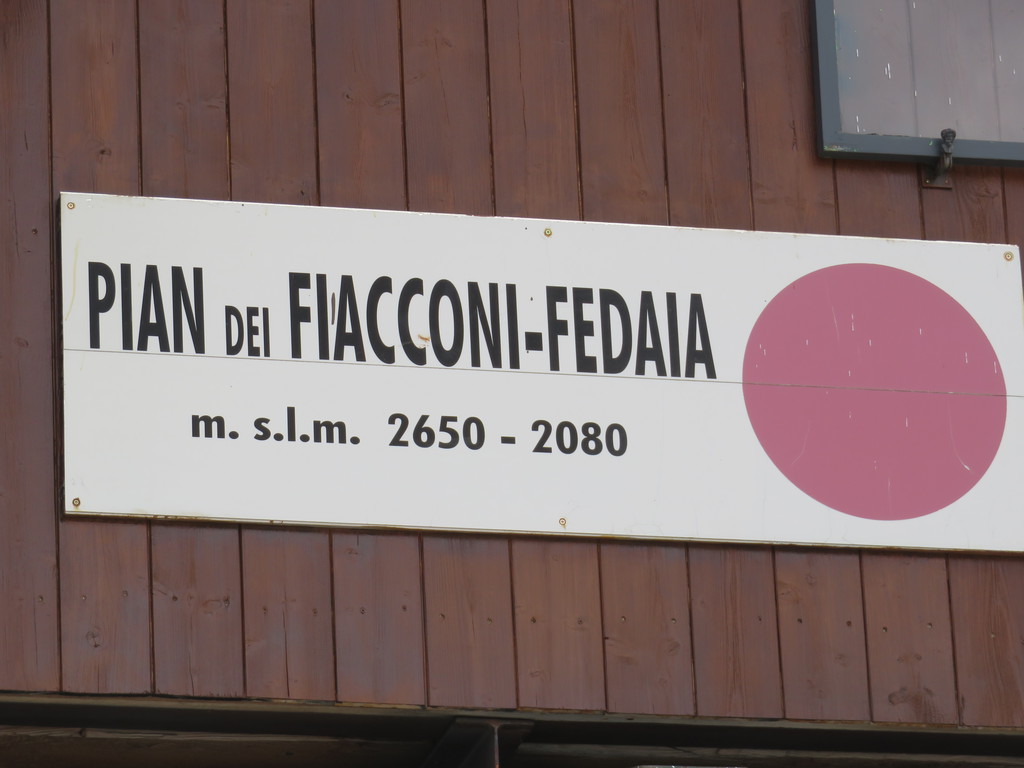 PIAN DEI FIACCONI-FEDAIA
m. s.l.m. 2650 - 2080